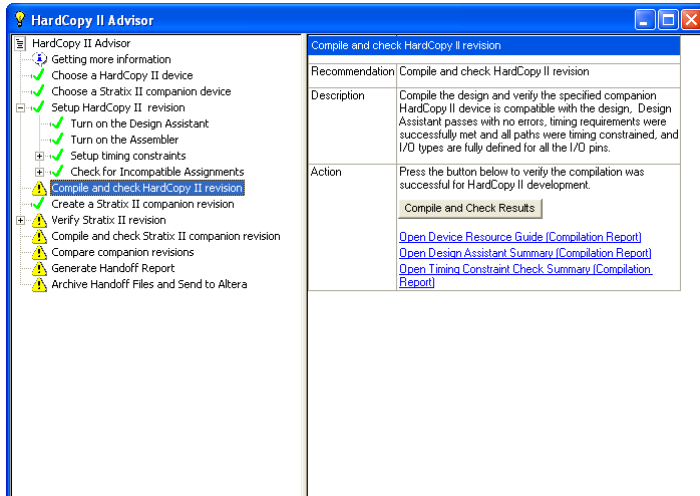 HardCopy II Advisor
HardCopy II Advisor
Getting more information
Choose a HardCopy II device
Choose a Stratix II companion device
Setup HardCopy II revision
Turn on the Design Assistant
Turn on the Assembler
Setup timing constraints
Check for Incompatible Assignments
Compile and check HardCopy II revision
Create a Stratix II companion revision
Verify Stratix II revision
Compile and check Stratix II companion revision
Compare companion revisions
Generate Handoff Report
Archive Handoff Files and Send to Altera
Compile and check HardCopy II revision
Recommendation Compile and check HardCopy II revision
Description Compile the design and verify the specified companion
HardCopy II device is compatible with the design, Design
Assistant passes with no errors, timing requirements were
successfully met and all paths were timing constrained, and
I/O types are fully defined for all the I/O pins.
Action Press the button below to verify the compilation was
successful for HardCopy II development.
Compile and Check Results
Open Device Resource Guide (Compilation Report)
Open Design Assistant Summary (Compilation Report)
Open Timing Constraint Check Summary (Compilation
Report)